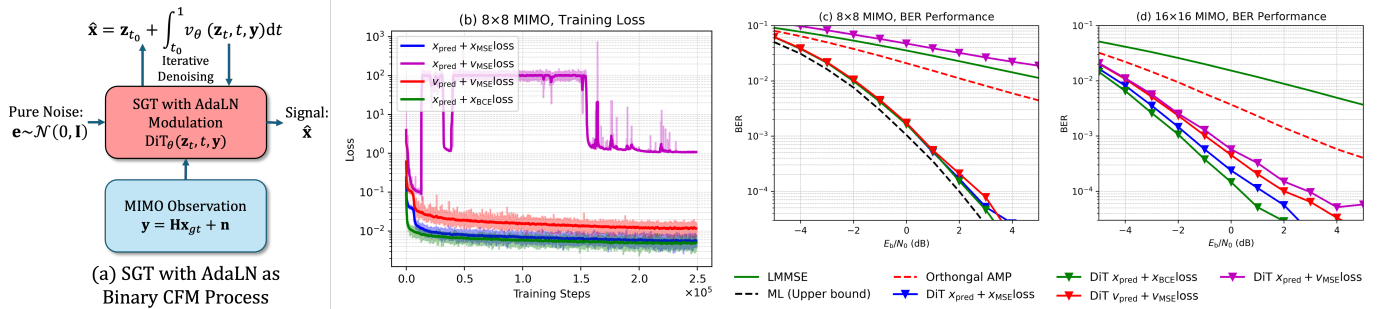 x̂ = z_{t_0} + ∫_{t_0}^{1} v_θ (z_t, t, y)dt
Iterative
Denoising
Pure Noise:
e~𝒩(0, I)
SGT with AdaLN
Modulation
DiT_θ(z_t, t, y)
Signal:
x̂
MIMO Observation
y = Hx_{gt} + n
(a) SGT with AdaLN as
Binary CFM Process
(b) 8×8 MIMO, Training Loss
x_pred + x_MSE loss
x_pred + v_MSE loss
v_pred + v_MSE loss
x_pred + x_BCE loss
Loss
10^3
10^2
10^1
10^0
10^-1
10^-2
0.0 0.5 1.0 1.5 2.0 2.5
×10^5
Training Steps
(c) 8×8 MIMO, BER Performance
BER
10^-1
10^-2
10^-3
10^-4
−4 −2 0 2 4
E_b/N_0 (dB)
(d) 16×16 MIMO, BER Performance
BER
10^-1
10^-2
10^-3
10^-4
−4 −2 0 2 4
E_b/N_0 (dB)
LMMSE
ML (Upper bound)
Orthongal AMP
DiT x_pred + x_MSE loss
DiT x_pred + x_BCE loss
DiT v_pred + v_MSE loss
DiT x_pred + v_MSE loss